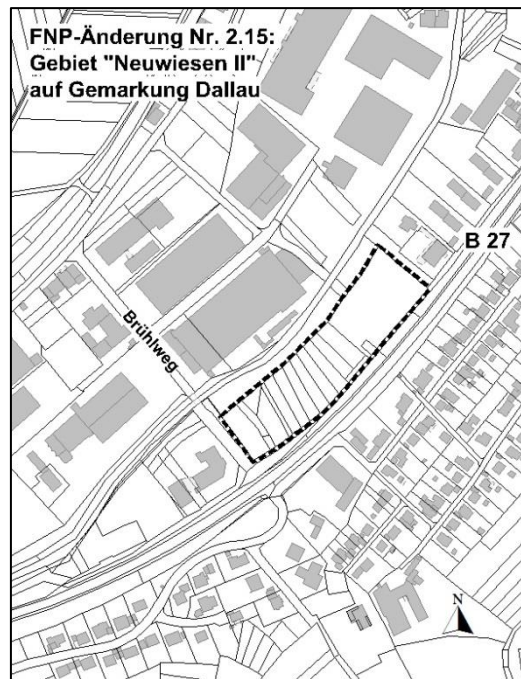 FNP-Änderung Nr. 2.15:
Gebiet "Neuwiesen II"
auf Gemarkung Dallau
B 27
Brühlweg
N